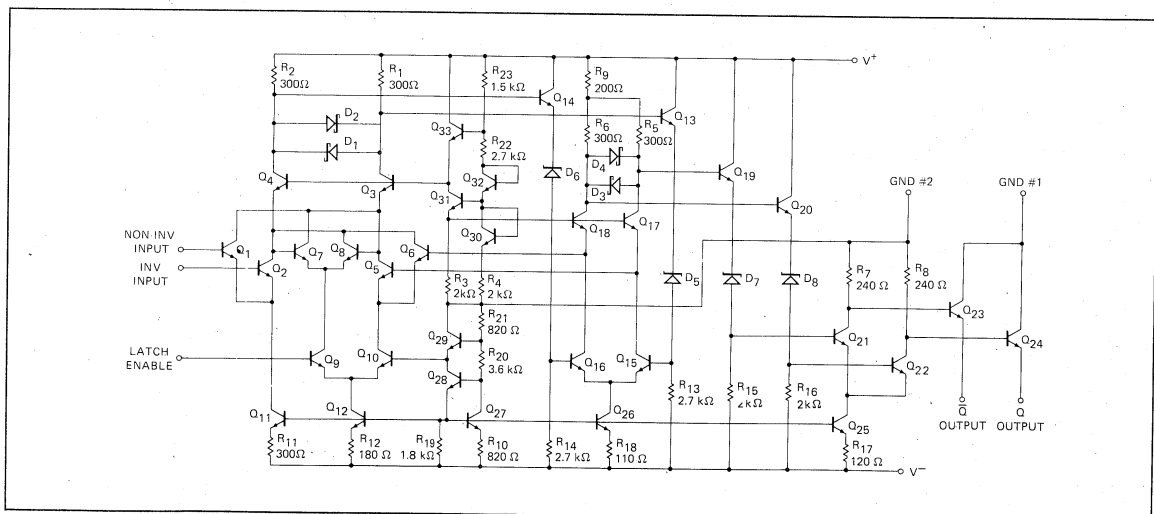 V+
R2
300Ω
R1
300Ω
R23
1.5 kΩ
Q14
R9
200Ω
Q13
D2
D1
Q33
R22
2.7 kΩ
R6
300Ω
R5
300Ω
D4
D3
Q19
Q4
Q3
Q32
Q31
D6
Q20
GND #2
GND #1
Q30
Q18
Q17
NON-INV
INPUT
Q1
Q7
Q8
Q6
INV
INPUT
Q2
Q5
R3
2kΩ
R4
2 kΩ
D5
D7
D8
R7
240 Ω
R8
240 Ω
Q23
R21
820 Ω
Q29
Q21
Q24
LATCH
ENABLE
Q9
Q10
R20
3.6 kΩ
Q16
Q15
Q22
Q28
R13
2.7 kΩ
R15
2kΩ
R16
2kΩ
Q11
Q12
Q27
Q26
Q25
Q̄
OUTPUT
Q
OUTPUT
R11
300Ω
R12
180 Ω
R19
1.8 kΩ
R10
820Ω
R14
2.7 kΩ
R18
110 Ω
R17
120 Ω
V−